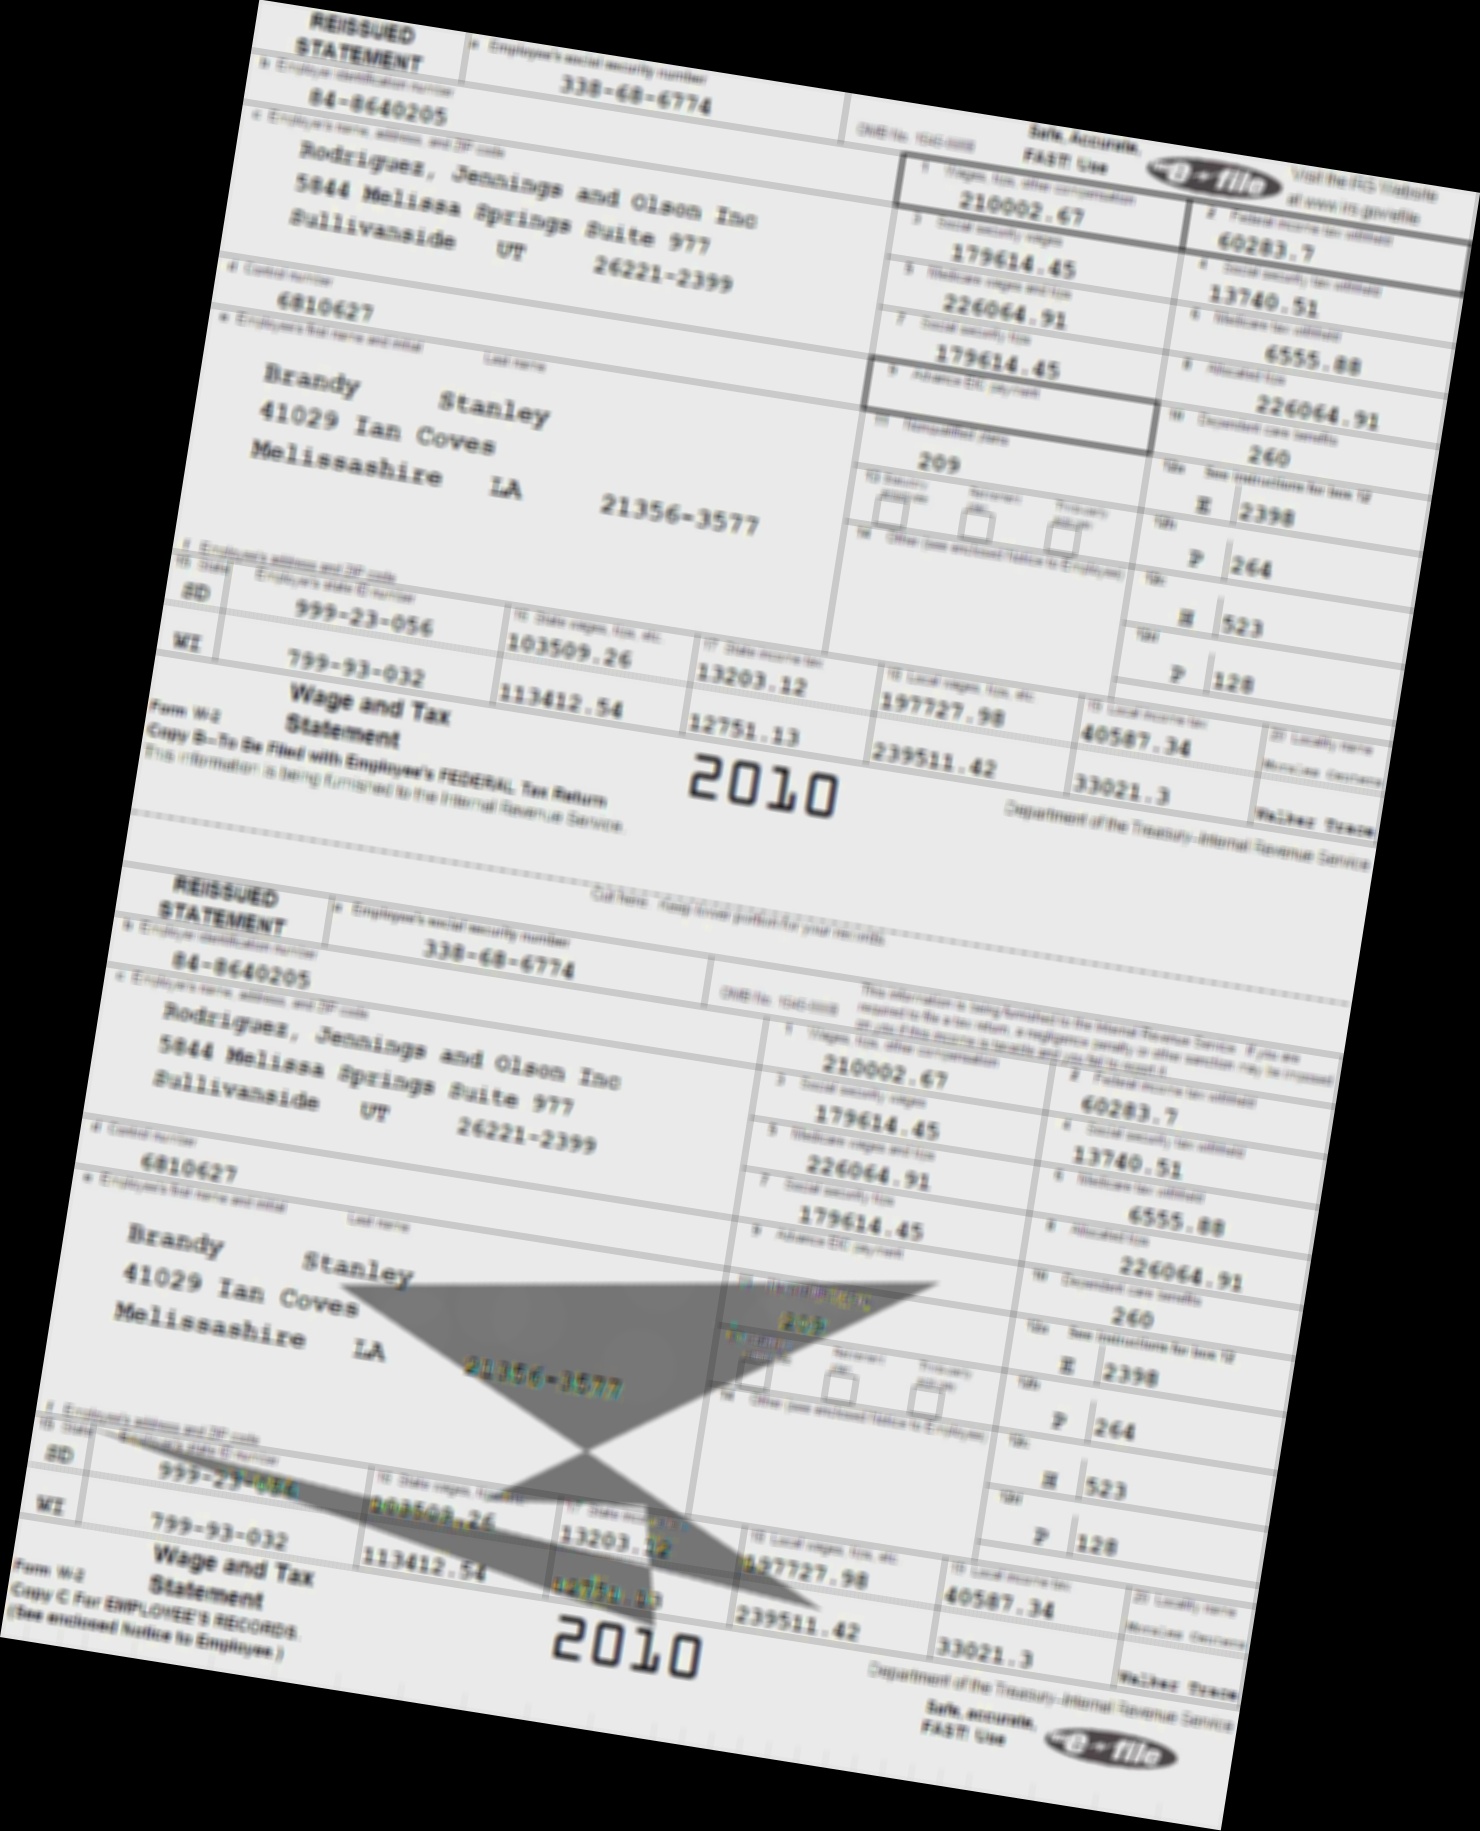 REISSUED
STATEMENT
a Employee's social security number
338-68-6774
OMB No. 1545-0008
Safe, Accurate,
FAST! Use
e-file
Visit the IRS Website
at www.irs.gov/efile
b Employer identification number
84-8640205
c Employer's name, address, and ZIP code
Rodriguez, Jennings and Olson Inc
5844 Melissa Springs Suite 977
Sullivanside UT 26221-2399
1 Wages, tips, other compensation
210002.67
2 Federal income tax withheld
60283.7
3 Social security wages
179614.45
4 Social security tax withheld
13740.51
5 Medicare wages and tips
226064.91
6 Medicare tax withheld
6555.88
d Control number
6810627
7 Social security tips
179614.45
8 Allocated tips
226064.91
e Employee's first name and initial Last name
Brandy Stanley
41029 Ian Coves
Melissashire LA 21356-3577
9 Advance EIC payment
10 Dependent care benefits
260
11 Nonqualified plans
209
12a See instructions for box 12
E 2398
12b
P 264
12c
H 523
12d
P 128
14 Other (see enclosed Notice to Employee)
f Employee's address and ZIP code
15 State Employer's state ID number
SD 999-23-056
WI 799-93-032
16 State wages, tips, etc.
103509.26
113412.54
17 State income tax
13203.12
12751.13
18 Local wages, tips, etc.
197727.98
239511.42
19 Local income tax
40587.34
33021.3
20 Locality name
Walker Trace
Form W-2
Wage and Tax
Statement
2010
Copy B-To Be Filed with Employee's FEDERAL Tax Return
This information is being furnished to the Internal Revenue Service.
Department of the Treasury-Internal Revenue Service
Cut here. Keep lower portion for your records.
REISSUED
STATEMENT
a Employee's social security number
338-68-6774
OMB No. 1545-0008
This information is being furnished to the Internal Revenue Service. If you are
required to file a tax return, a negligence penalty or other sanction may be imposed
on you if this income is taxable and you fail to report it.
b Employer identification number
84-8640205
c Employer's name, address, and ZIP code
Rodriguez, Jennings and Olson Inc
5844 Melissa Springs Suite 977
Sullivanside UT 26221-2399
1 Wages, tips, other compensation
210002.67
2 Federal income tax withheld
60283.7
3 Social security wages
179614.45
4 Social security tax withheld
13740.51
5 Medicare wages and tips
226064.91
6 Medicare tax withheld
6555.88
d Control number
6810627
7 Social security tips
179614.45
8 Allocated tips
226064.91
e Employee's first name and initial Last name
Brandy Stanley
41029 Ian Coves
Melissashire LA 21356-3577
9 Advance EIC payment
10 Dependent care benefits
260
209
12a See instructions for box 12
E 2398
12b
P 264
12c
H 523
12d
P 128
14 Other (see enclosed Notice to Employee)
f Employee's address and ZIP code
15 State Employer's state ID number
SD 999-23-056
WI 799-93-032
16 State wages, tips, etc.
103509.26
113412.54
17 State income tax
13203.12
12751.13
18 Local wages, tips, etc.
197727.98
239511.42
19 Local income tax
40587.34
33021.3
20 Locality name
Walker Trace
Form W-2
Wage and Tax
Statement
2010
Copy C For EMPLOYEE'S RECORDS.
(See enclosed Notice to Employee.)
Department of the Treasury-Internal Revenue Service
Safe, accurate,
FAST! Use
e-file